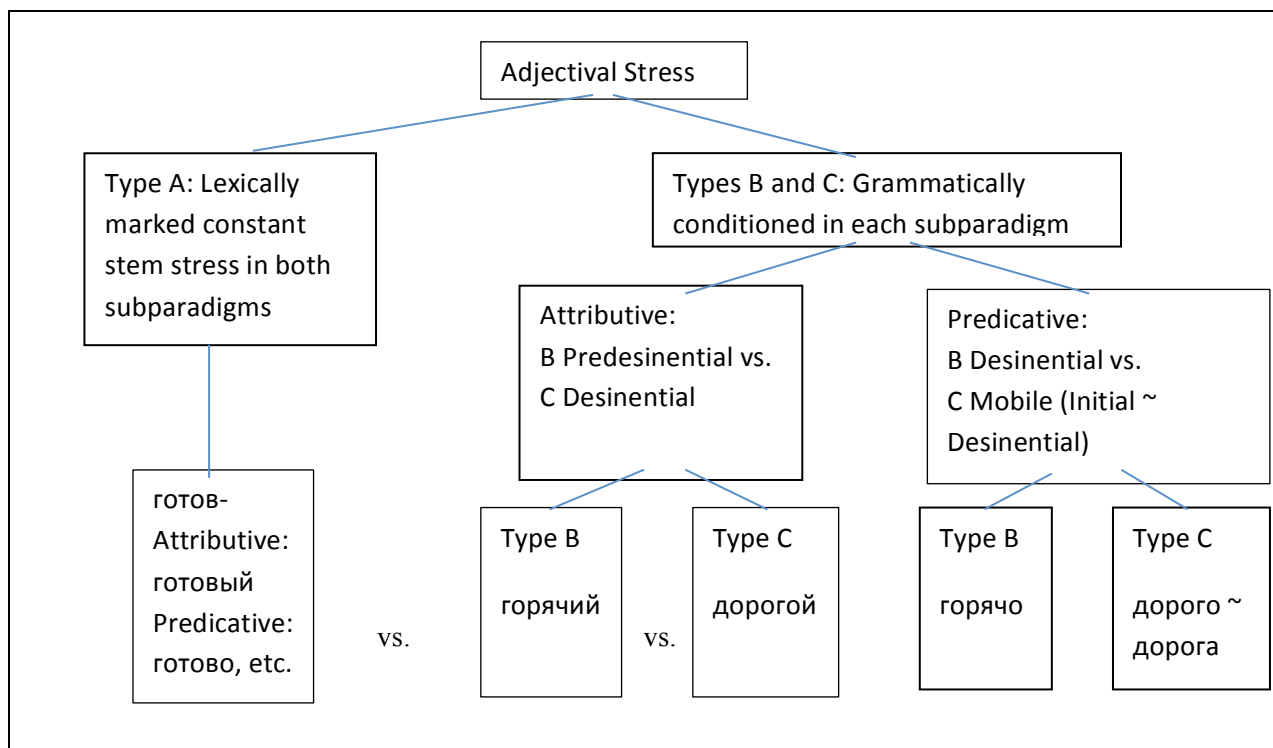 Adjectival Stress
Type A: Lexically
marked constant
stem stress in both
subparadigms
Types B and C: Grammatically
conditioned in each subparadigm
Attributive:
B Predesinential vs.
C Desinential
Predicative:
B Desinential vs.
C Mobile (Initial ~
Desinential)
готов-
Attributive:
готовый
Predicative:
готово, etc.
vs.
Type B
горячий
vs.
Type C
дорогой
Type B
горячо
Type C
дорого ~
дорога